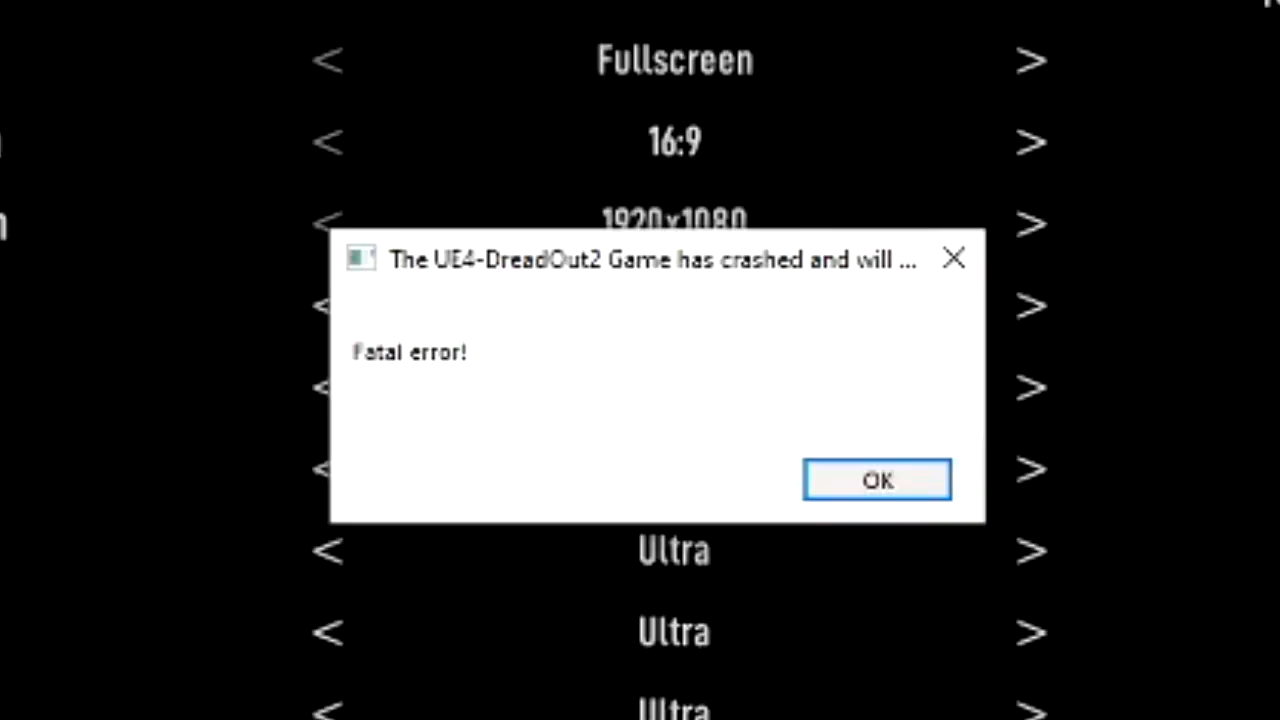 Fullscreen
16:9
1920x1080
The UE4-DreadOut2 Game has crashed and will ...
Fatal error!
OK
Ultra
Ultra
Ultra